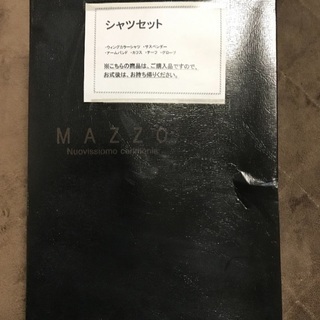 シャツセット
・ウィングカラーシャツ ・サスペンダー
・アームバンド ・カフス ・チーフ ・グローブ
※こちらの商品は、ご購入品ですので、
お式後は、お持ち帰りください。
MAZZO
Nuovissimomo cerimonia